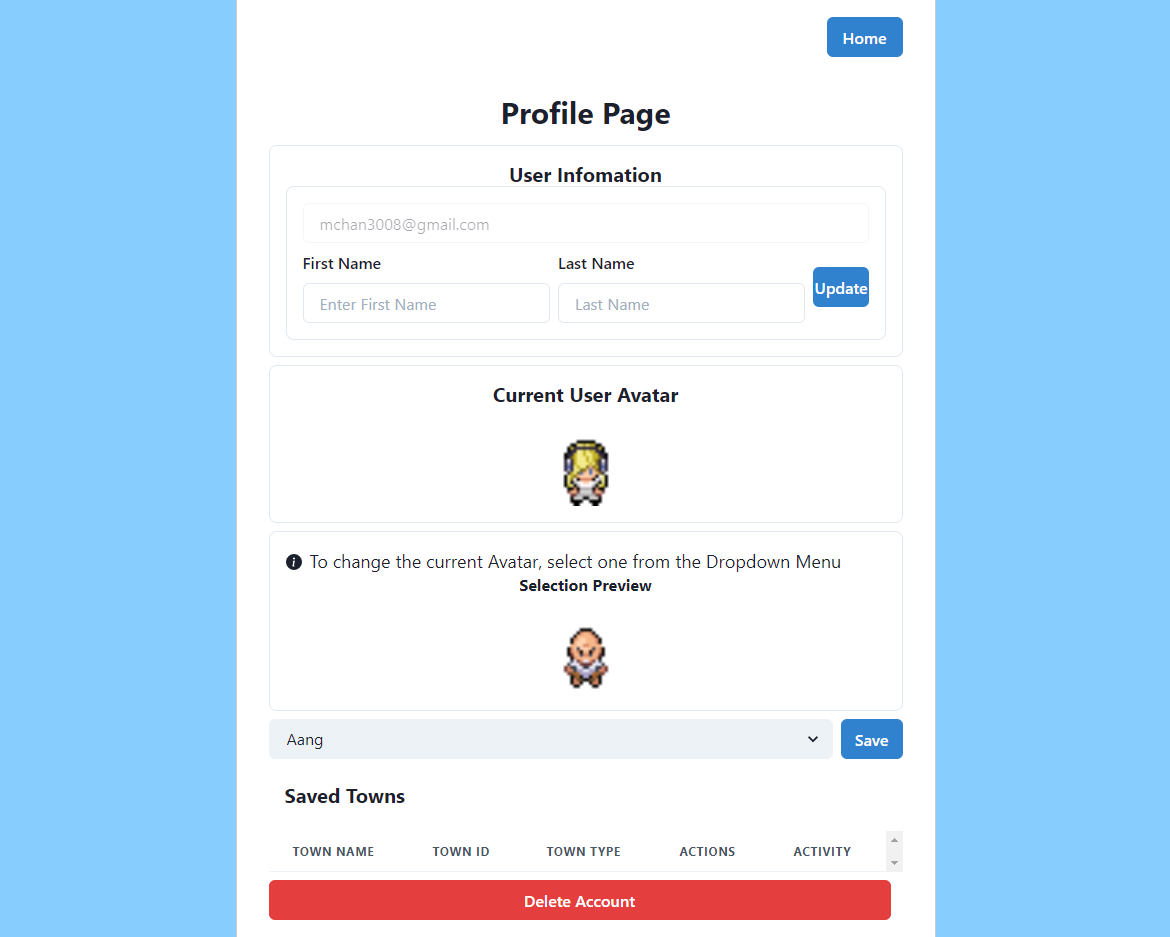 Home
Profile Page
User Infomation
mchan3008@gmail.com
First Name Last Name
Update
Enter First Name Last Name
Current User Avatar
To change the current Avatar, select one from the Dropdown Menu
Selection Preview
Aang Save
Saved Towns
TOWN NAME TOWN ID TOWN TYPE ACTIONS ACTIVITY
Delete Account